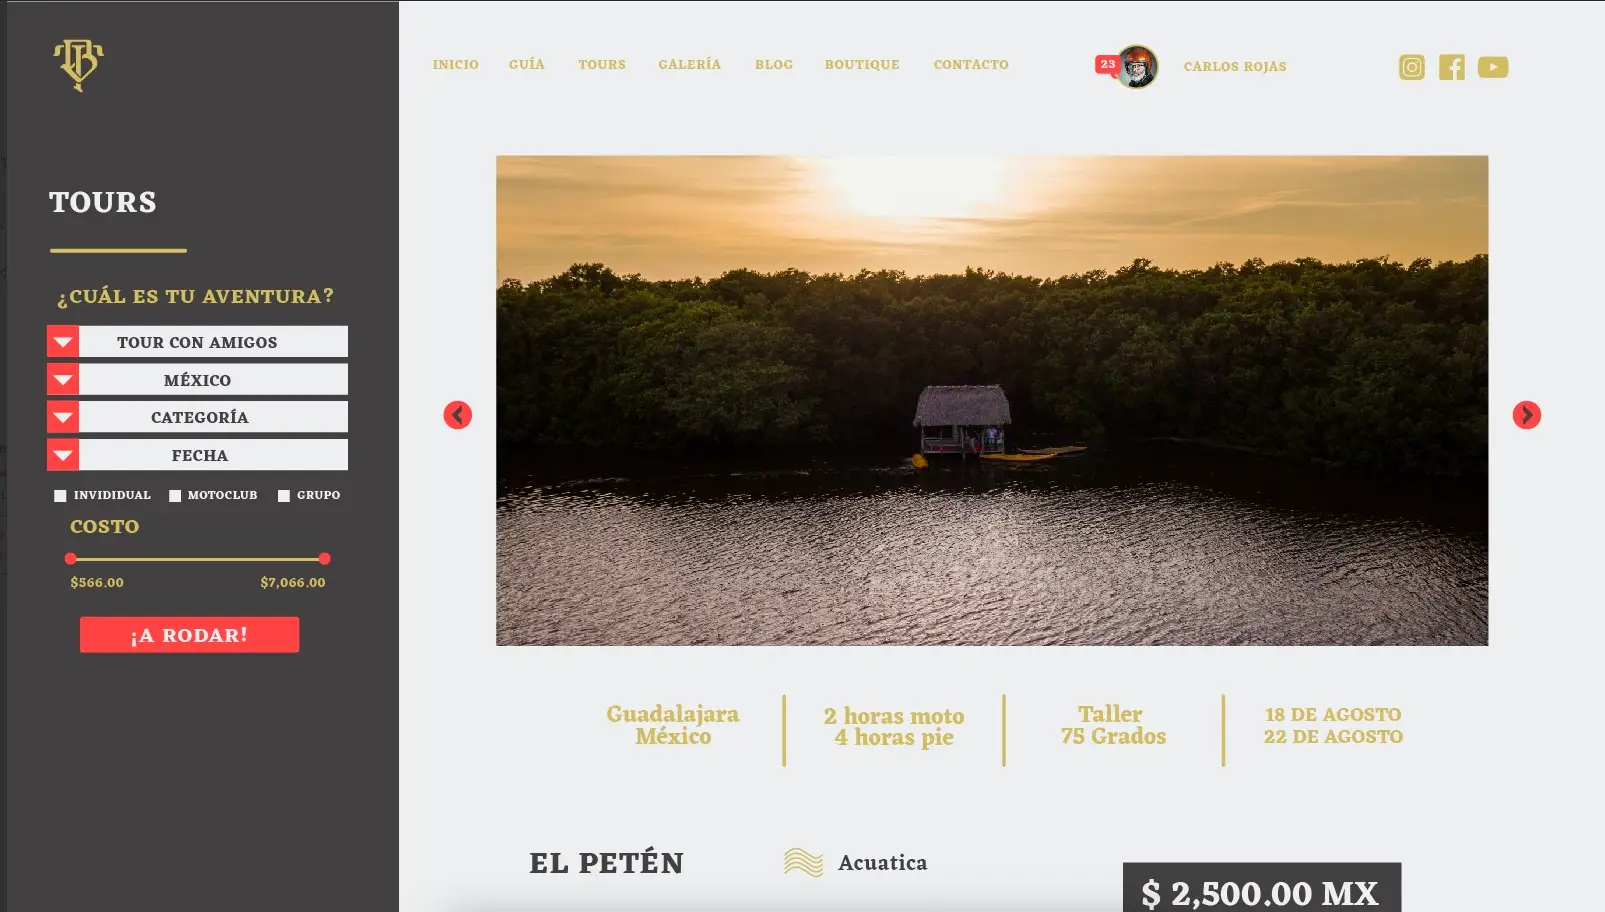 INICIO
GUÍA
TOURS
GALERÍA
BLOG
BOUTIQUE
CONTACTO
23
CARLOS ROJAS
TOURS
¿CUÁL ES TU AVENTURA?
TOUR CON AMIGOS
MÉXICO
CATEGORÍA
FECHA
INVIDIDUAL
MOTOCLUB
GRUPO
COSTO
$566.00
$7,066.00
¡A RODAR!
Guadalajara
México
2 horas moto
4 horas pie
Taller
75 Grados
18 DE AGOSTO
22 DE AGOSTO
EL PETÉN
Acuatica
$ 2,500.00 MX